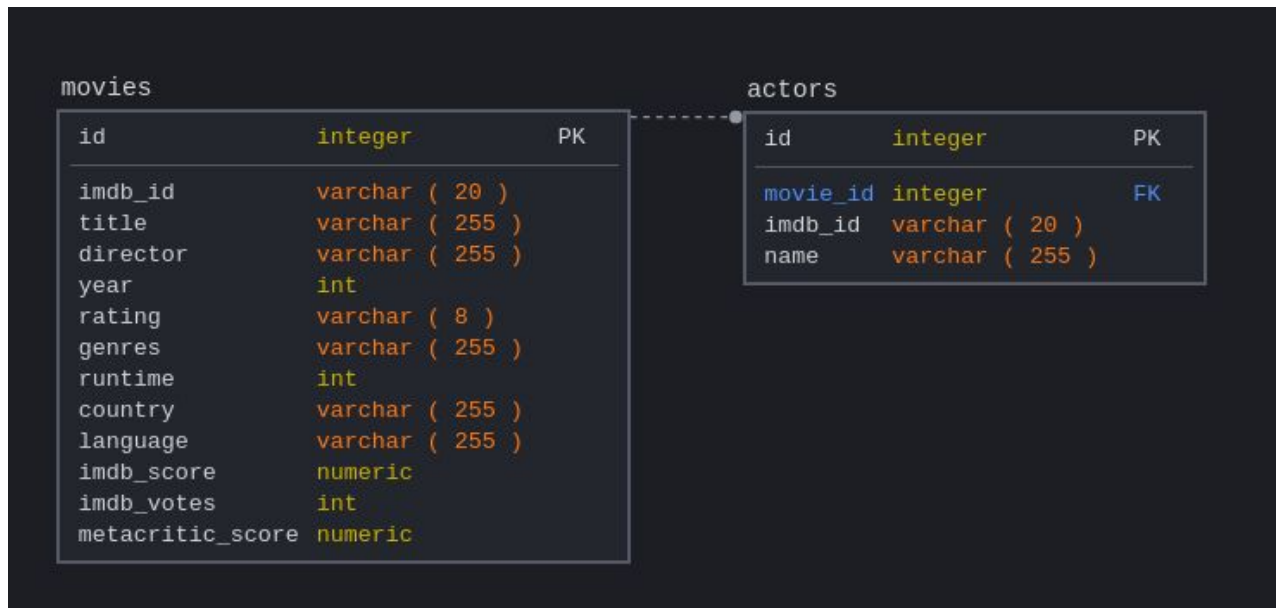 movies
id integer PK
imdb_id varchar ( 20 )
title varchar ( 255 )
director varchar ( 255 )
year int
rating varchar ( 8 )
genres varchar ( 255 )
runtime int
country varchar ( 255 )
language varchar ( 255 )
imdb_score numeric
imdb_votes int
metacritic_score numeric
actors
id integer PK
movie_id integer FK
imdb_id varchar ( 20 )
name varchar ( 255 )